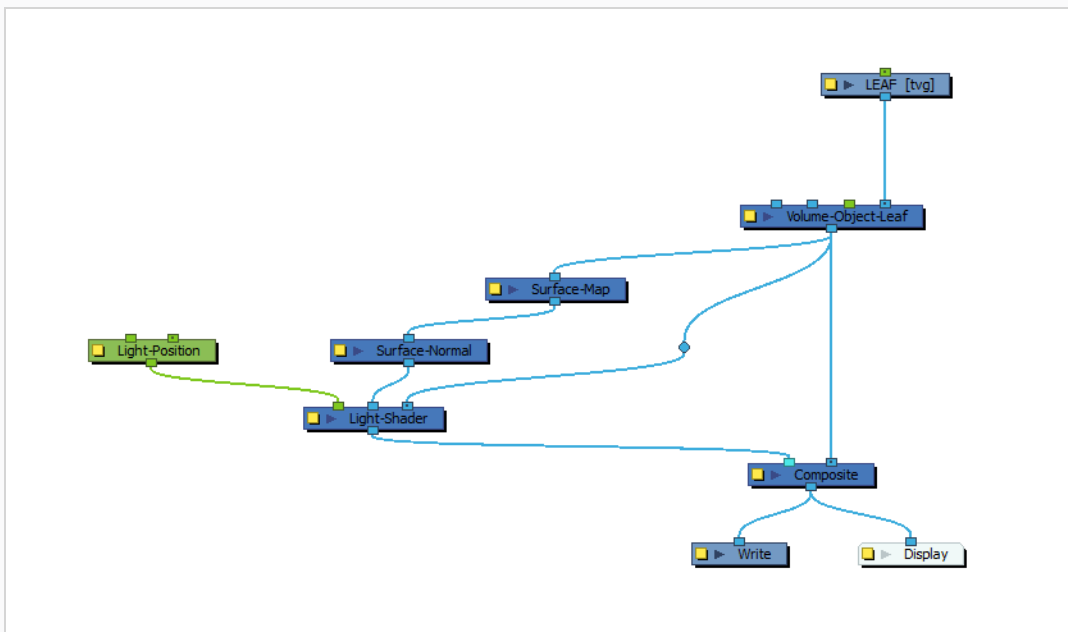 LEAF [tvg]
Volume-Object-Leaf
Surface-Map
Light-Position
Surface-Normal
Light-Shader
Composite
Write
Display